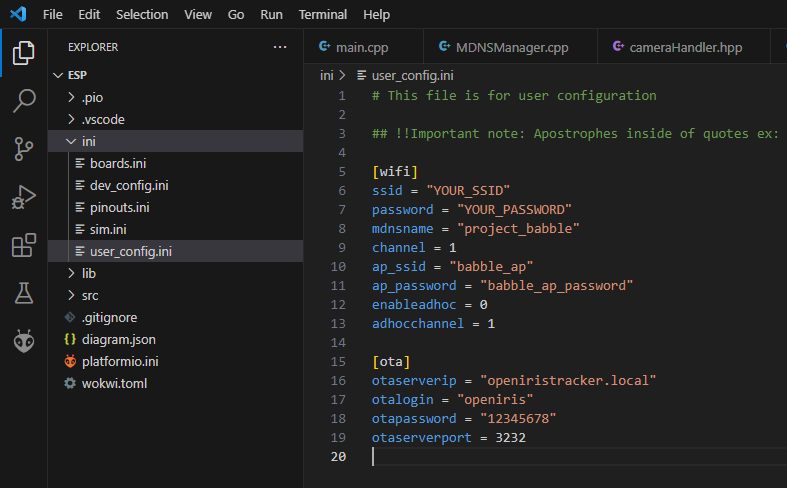 File Edit Selection View Go Run Terminal Help
EXPLORER ...
main.cpp MDNSManager.cpp cameraHandler.hpp
ESP
.pio
.vscode
ini
boards.ini
dev_config.ini
pinouts.ini
sim.ini
user_config.ini
lib
src
.gitignore
diagram.json
platformio.ini
wokwi.toml
ini > user_config.ini
1 # This file is for user configuration
2
3 ## !!Important note: Apostrophes inside of quotes ex:
4
5 [wifi]
6 ssid = "YOUR_SSID"
7 password = "YOUR_PASSWORD"
8 mdnsname = "project_babble"
9 channel = 1
10 ap_ssid = "babble_ap"
11 ap_password = "babble_ap_password"
12 enableadhoc = 0
13 adhocchannel = 1
14
15 [ota]
16 otaserverip = "openiristracker.local"
17 otalogin = "openiris"
18 otapassword = "12345678"
19 otaserverport = 3232
20